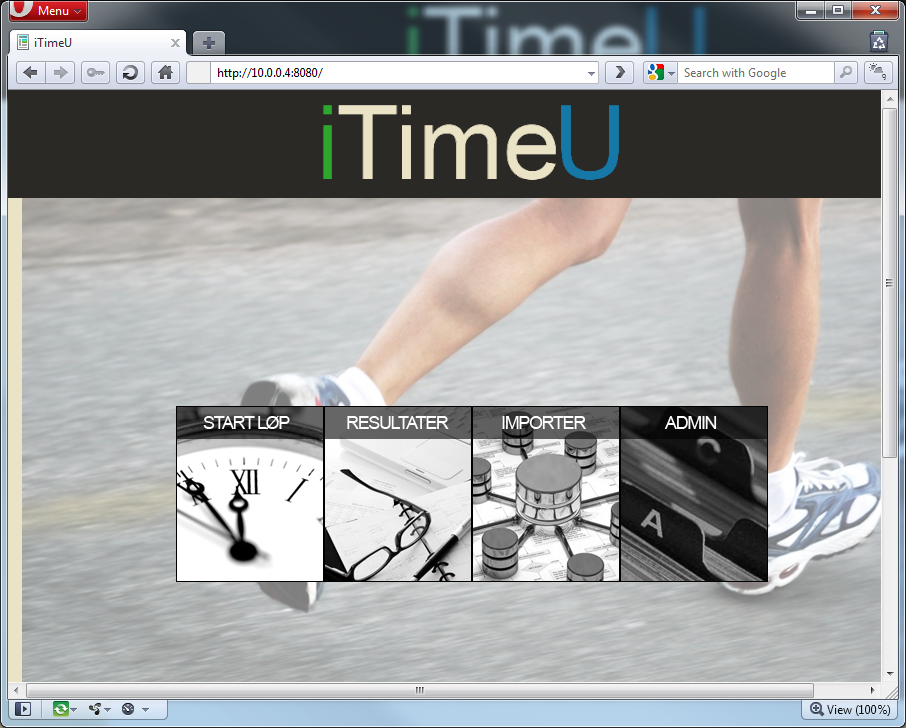 Menu
iTimeU
iTimeU
http://10.0.0.4:8080/
Search with Google
iTimeU
START LØP
RESULTATER
IMPORTER
ADMIN
XII
I
C
A
View (100%)